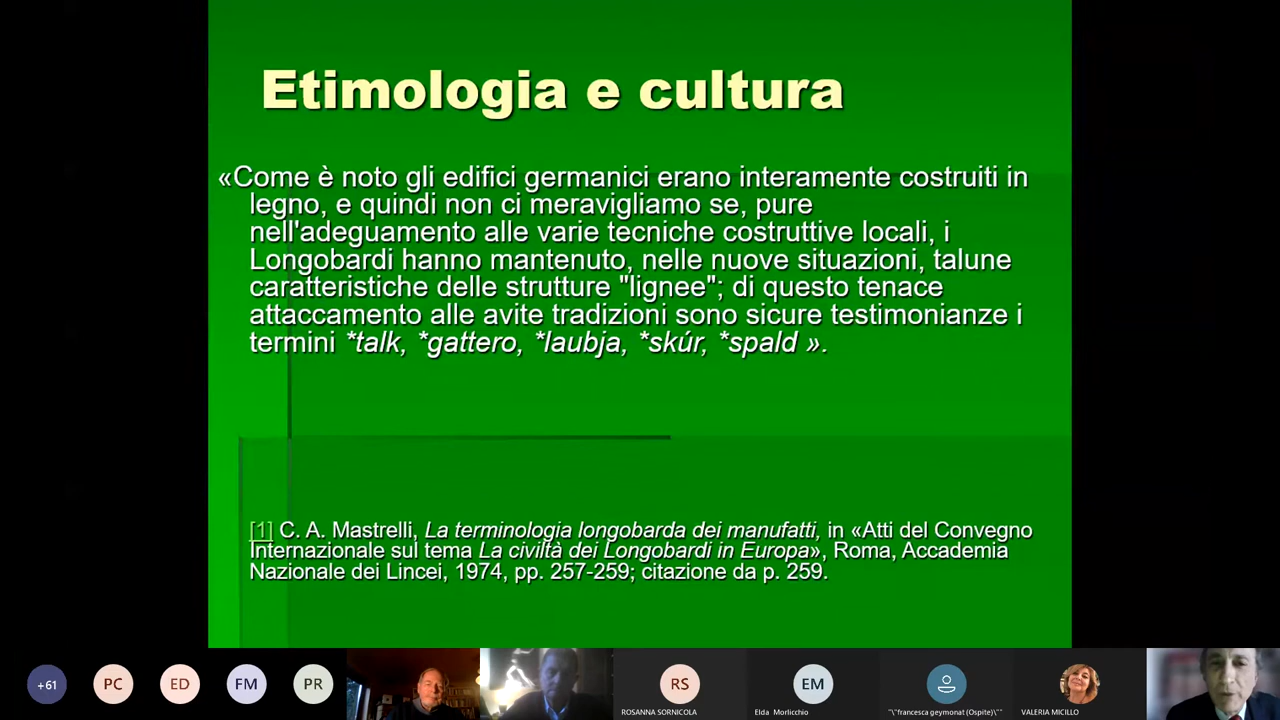 Etimologia e cultura
«Come è noto gli edifici germanici erano interamente costruiti in
legno, e quindi non ci meravigliamo se, pure
nell'adeguamento alle varie tecniche costruttive locali, i
Longobardi hanno mantenuto, nelle nuove situazioni, talune
caratteristiche delle strutture "lignee"; di questo tenace
attaccamento alle avite tradizioni sono sicure testimonianze i
termini *talk, *gattero, *laubja, *skúr, *spald ».
[1] C. A. Mastrelli, La terminologia longobarda dei manufatti, in «Atti del Convegno
Internazionale sul tema La civiltà dei Longobardi in Europa», Roma, Accademia
Nazionale dei Lincei, 1974, pp. 257-259; citazione da p. 259.
+61
PC
ED
FM
PR
RS
ROSANNA SORNICOLA
EM
Elda Morlicchio
"\"francesca geymonat (Ospite)\""
VALERIA MICILLO